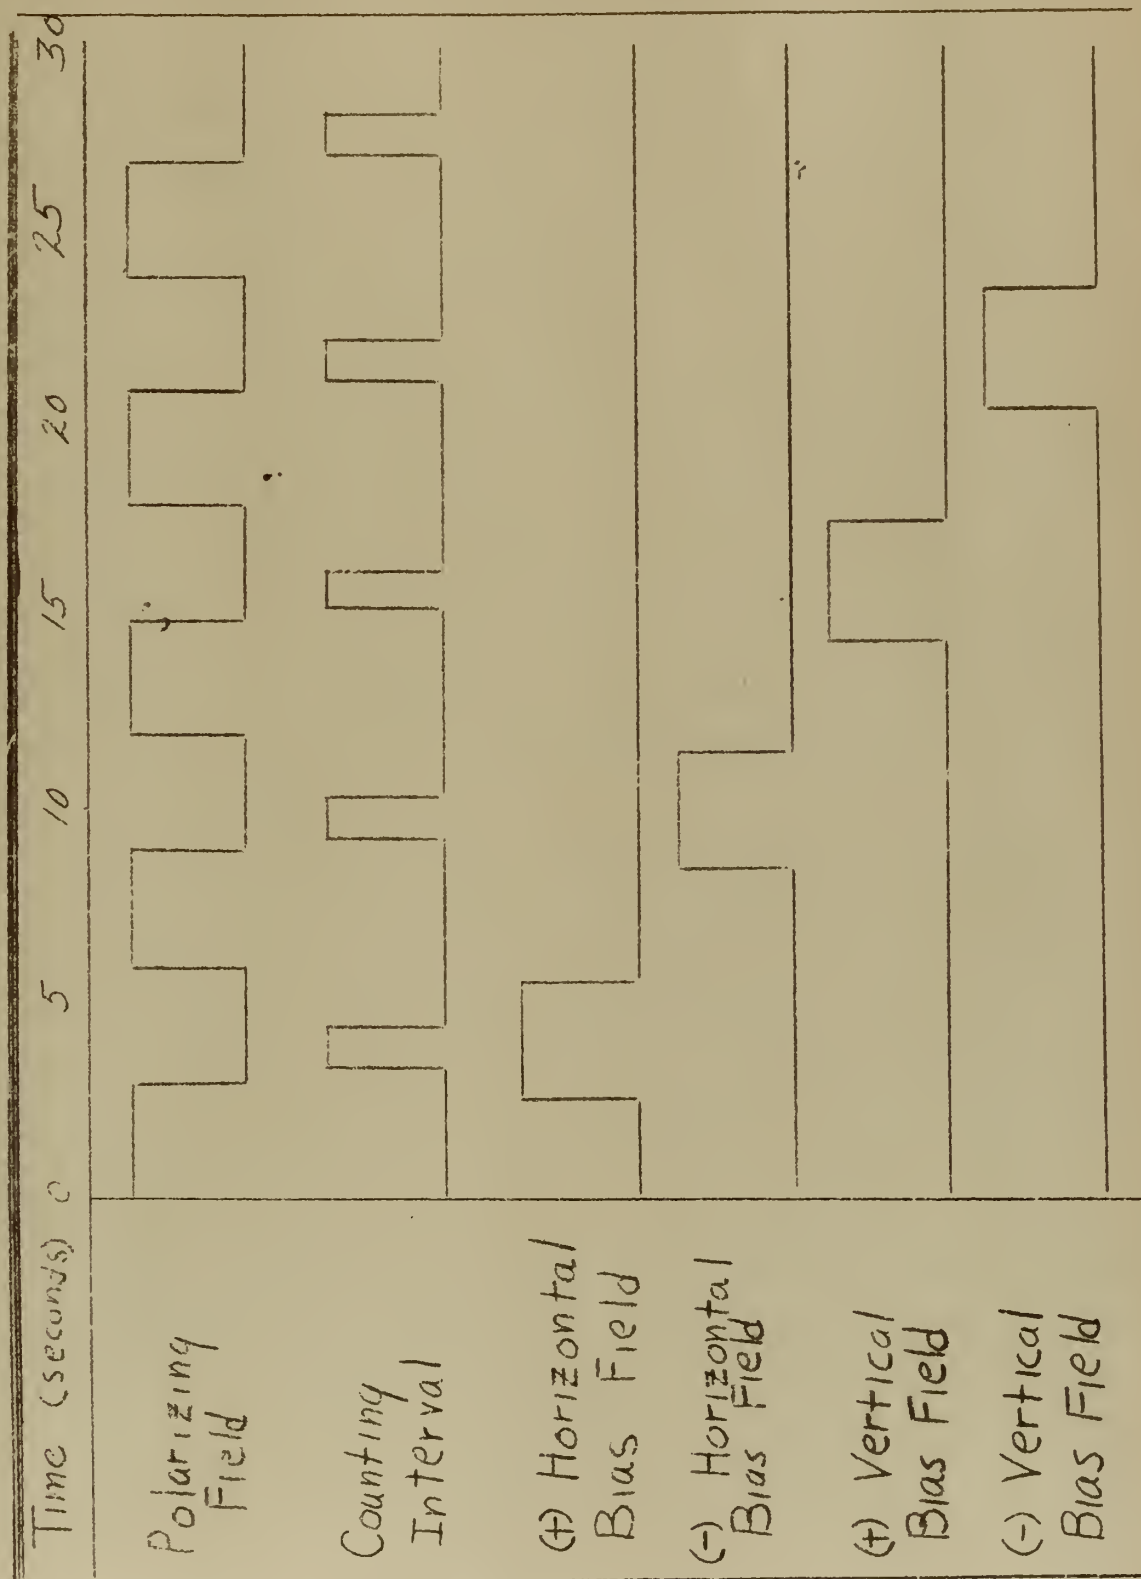 Time (seconds) 0 5 10 15 20 25 30
Polarizing
Field
Counting
Interval
(+) Horizontal
Bias Field
(-) Horizontal
Bias Field
(+) Vertical
Bias Field
(-) Vertical
Bias Field